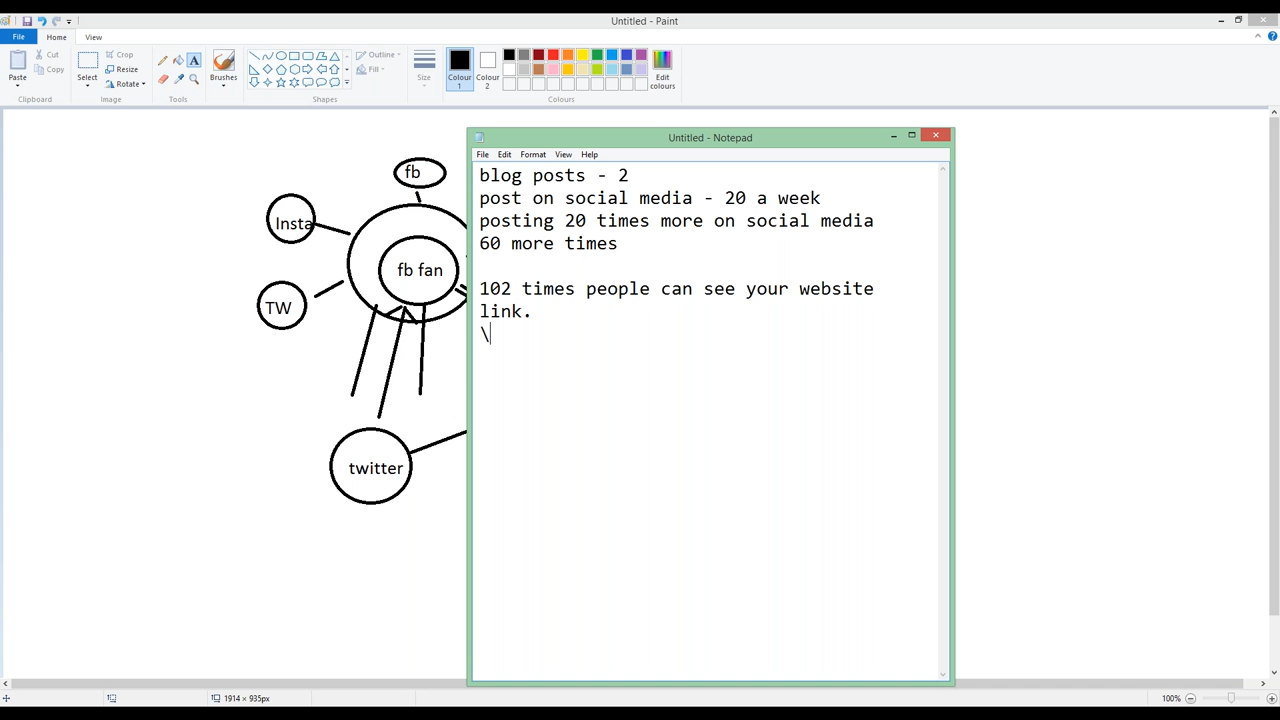 Untitled - Paint
File Home View
Paste
Cut
Copy
Clipboard
Select
Crop
Resize
Rotate
Image
A
Tools
Brushes
Outline
Fill
Shapes
Size
Colour 1
Colour 2
Edit colours
Colours
fb
Insta
fb fan
TW
twitter
Untitled - Notepad
File Edit Format View Help
blog posts - 2
post on social media - 20 a week
posting 20 times more on social media
60 more times
102 times people can see your website
link.
\
1914 × 935px
100%